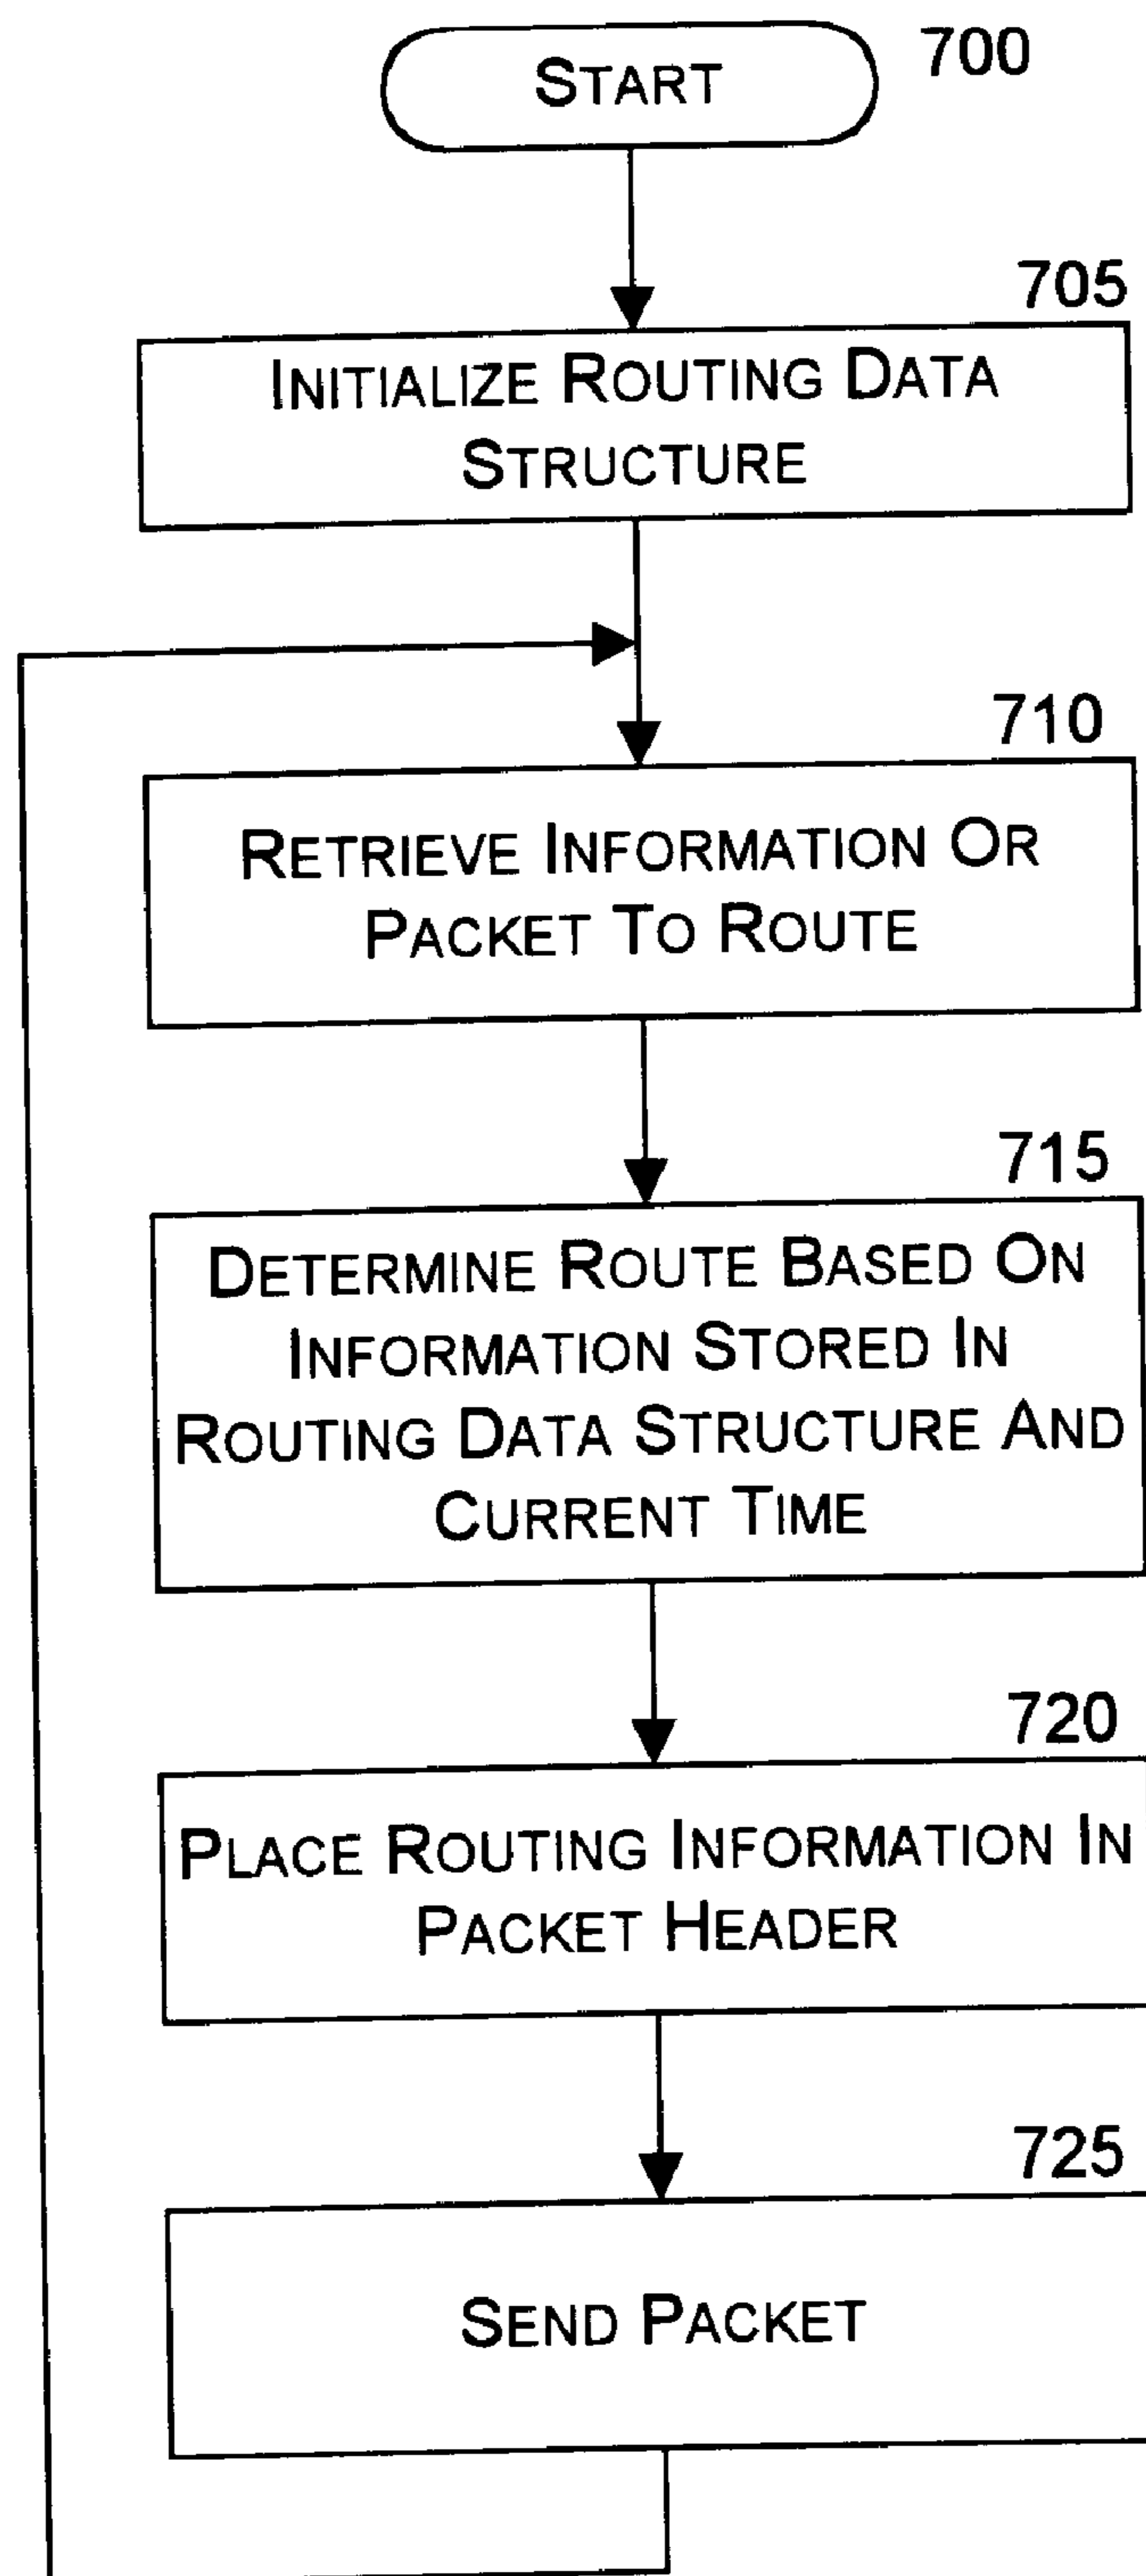 START
700
705
INITIALIZE ROUTING DATA
STRUCTURE
710
RETRIEVE INFORMATION OR
PACKET TO ROUTE
715
DETERMINE ROUTE BASED ON
INFORMATION STORED IN
ROUTING DATA STRUCTURE AND
CURRENT TIME
720
PLACE ROUTING INFORMATION IN
PACKET HEADER
725
SEND PACKET